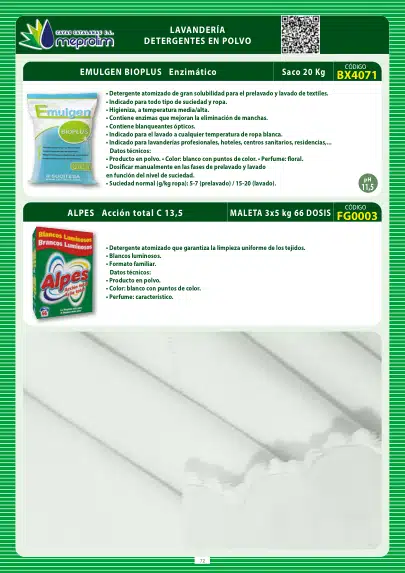 LAVANDERÍA
DETERGENTES EN POLVO
CATAS CATALANAS S.L.
meprolim
EMULGEN BIOPLUS Enzimático
Saco 20 Kg
CÓDIGO
BX4071
Emulgen
BIOPLUS
• Detergente atomizado de gran solubilidad para el prelavado y lavado de textiles.
• Indicado para todo tipo de suciedad y ropa.
• Higieniza, a temperatura media/alta.
• Contiene enzimas que mejoran la eliminación de manchas.
• Contiene blanqueantes ópticos.
• Indicado para el lavado a cualquier temperatura de ropa blanca.
• Indicado para lavanderías profesionales, hoteles, centros sanitarios, residencias,...
Datos técnicos:
• Producto en polvo. • Color: blanco con puntos de color. • Perfume: floral.
• Dosificar manualmente en las fases de prelavado y lavado
en función del nivel de suciedad.
• Suciedad normal (g/kg ropa): 5-7 (prelavado) / 15-20 (lavado).
pH
11,5
ALPES Acción total C 13,5
MALETA 3x5 kg 66 DOSIS
CÓDIGO
FG0003
Blancos Luminosos
Brancos Luminosos
Alpes
• Detergente atomizado que garantiza la limpieza uniforme de los tejidos.
• Blancos luminosos.
• Formato familiar.
Datos técnicos:
• Producto en polvo.
• Color: blanco con puntos de color.
• Perfume: característico.
72